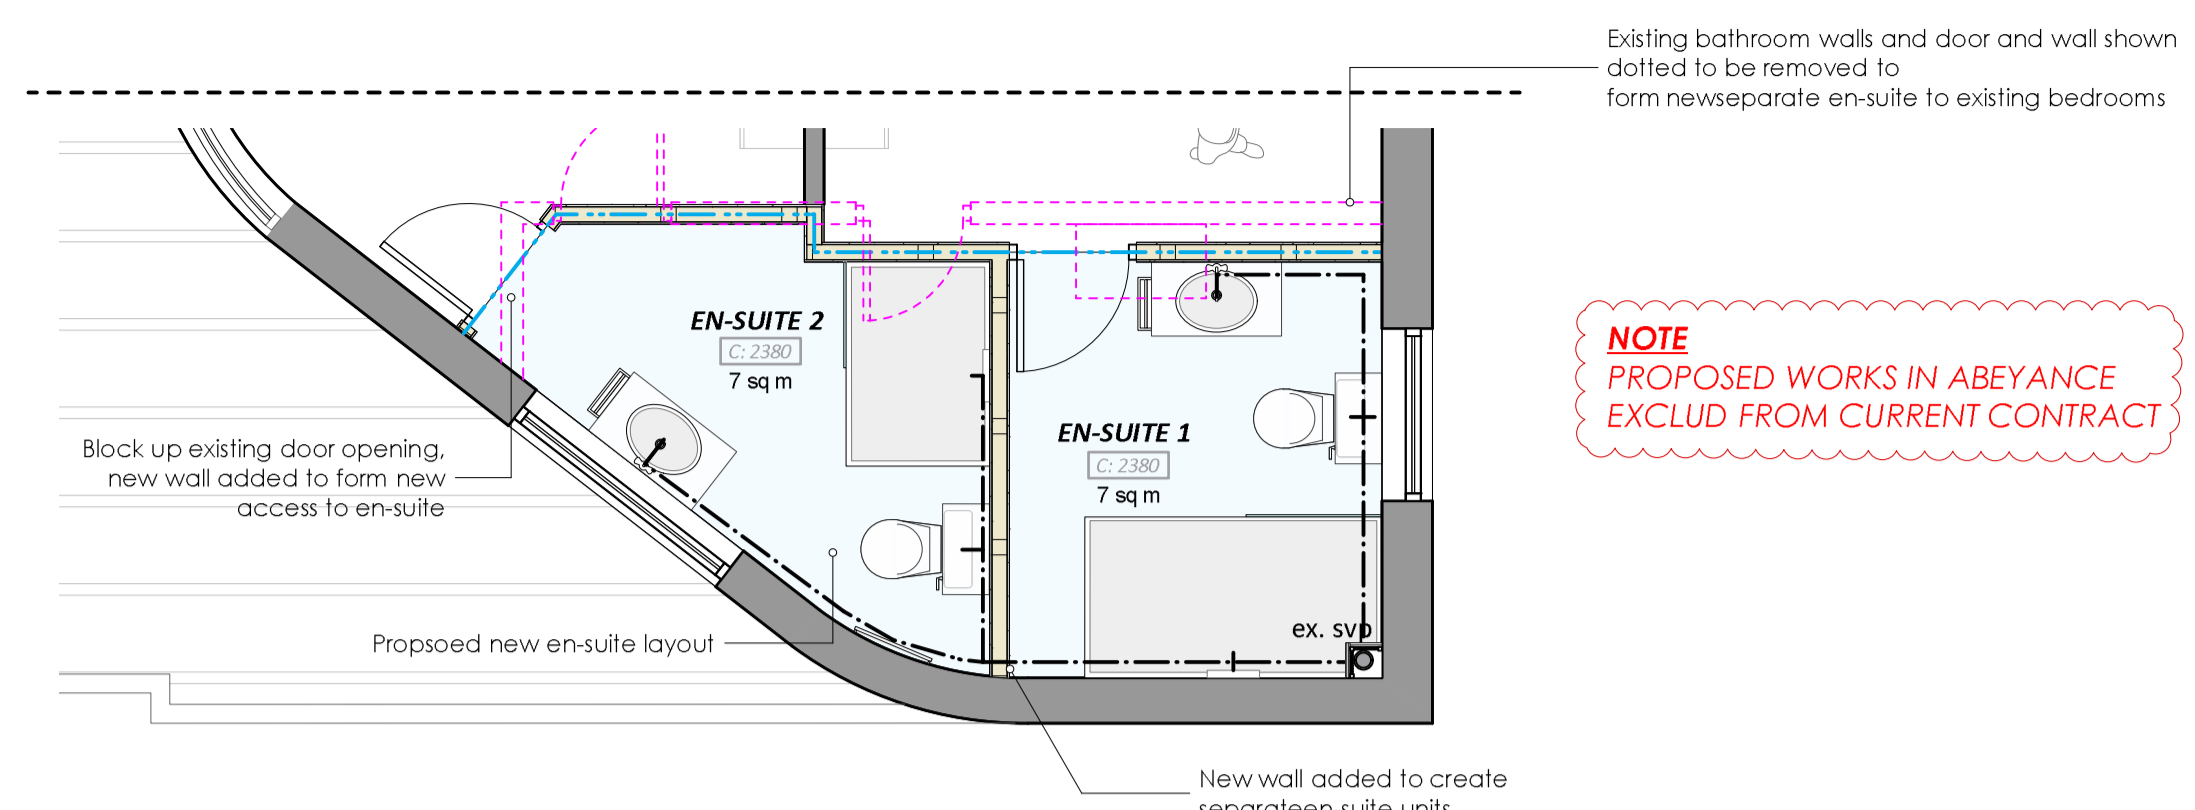 Existing bathroom walls and door and wall shown
dotted to be removed to
form newseparate en-suite to existing bedrooms
NOTE
PROPOSED WORKS IN ABEYANCE
EXCLUD FROM CURRENT CONTRACT
EN-SUITE 2
C: 2380
7 sq m
EN-SUITE 1
C: 2380
7 sq m
Block up existing door opening,
new wall added to form new
access to en-suite
Propsoed new en-suite layout
ex. svp
New wall added to create
separateen suite units